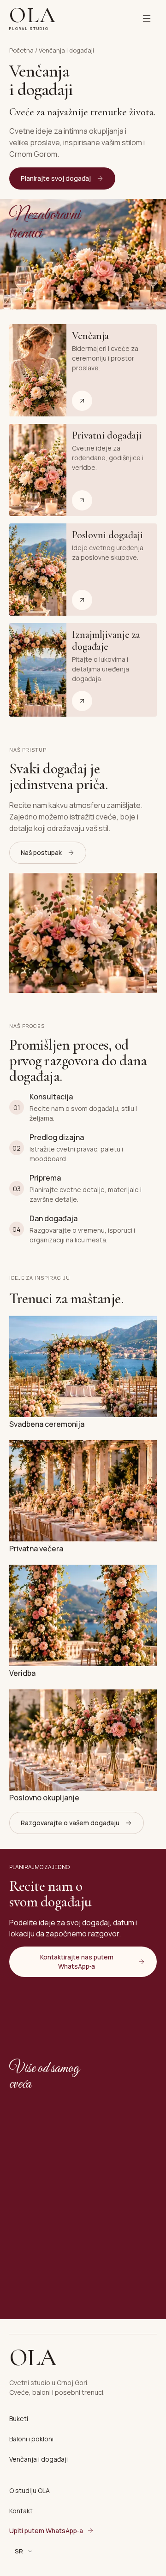 OLA
FLORAL STUDIO
Početna / Venčanja i događaji
Venčanja
i događaji
Cveće za najvažnije trenutke života.
Cvetne ideje za intimna okupljanja i
velike proslave, inspirisane vašim stilom i
Crnom Gorom.
Planirajte svoj događaj →
Nezaboravni
trenuci
Venčanja
Bidermajeri i cveće za
ceremoniju i prostor
proslave.
Privatni događaji
Cvetne ideje za
rođendane, godišnjice i
veridbe.
Poslovni događaji
Ideje cvetnog uređenja
za poslovne skupove.
Iznajmljivanje za
događaje
Pitajte o lukovima i
detaljima uređenja
događaja.
NAŠ PRISTUP
Svaki događaj je
jedinstvena priča.
Recite nam kakvu atmosferu zamišljate.
Zajedno možemo istražiti cveće, boje i
detalje koji odražavaju vaš stil.
Naš postupak →
NAŠ PROCES
Promišljen proces, od
prvog razgovora do dana
događaja.
01
Konsultacija
Recite nam o svom događaju, stilu i
željama.
02
Predlog dizajna
Istražite cvetni pravac, paletu i
moodboard.
03
Priprema
Planirajte cvetne detalje, materijale i
završne detalje.
04
Dan događaja
Razgovarajte o vremenu, isporuci i
organizaciji na licu mesta.
IDEJE ZA INSPIRACIJU
Trenuci za maštanje.
Svadbena ceremonija
Privatna večera
Veridba
Poslovno okupljanje
Razgovarajte o vašem događaju →
PLANIRAJMO ZAJEDNO
Recite nam o
svom događaju
Podelite ideje za svoj događaj, datum i
lokaciju da započnemo razgovor.
Kontaktirajte nas putem
WhatsApp-a →
Više od samog
cveća
OLA
Cvetni studio u Crnoj Gori.
Cveće, baloni i posebni trenuci.
Buketi
Baloni i pokloni
Venčanja i događaji
O studiju OLA
Kontakt
Upiti putem WhatsApp-a →
SR